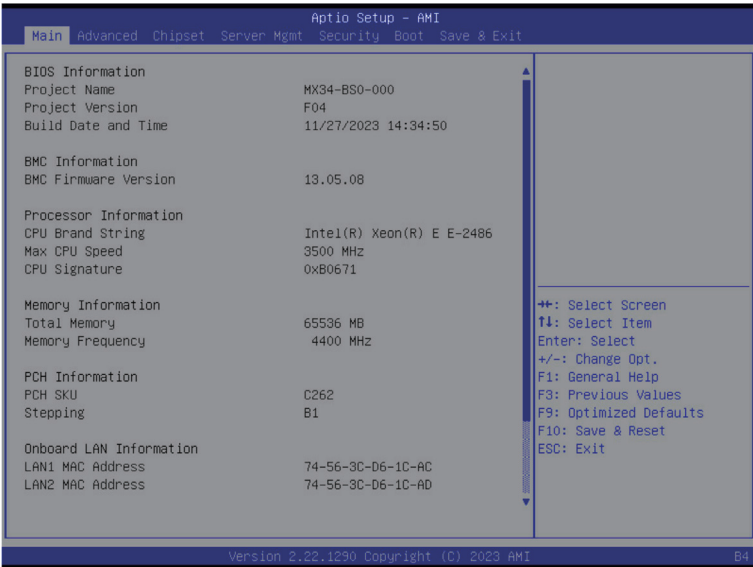 Aptio Setup – AMI
Main Advanced Chipset Server Mgmt Security Boot Save & Exit
BIOS Information
Project Name MX34-BS0-000
Project Version F04
Build Date and Time 11/27/2023 14:34:50
BMC Information
BMC Firmware Version 13.05.08
Processor Information
CPU Brand String Intel(R) Xeon(R) E E-2486
Max CPU Speed 3500 MHz
CPU Signature 0xB0671
Memory Information
Total Memory 65536 MB
Memory Frequency 4400 MHz
PCH Information
PCH SKU C262
Stepping B1
Onboard LAN Information
LAN1 MAC Address 74-56-3C-D6-1C-AC
LAN2 MAC Address 74-56-3C-D6-1C-AD
→←: Select Screen
↑↓: Select Item
Enter: Select
+/-: Change Opt.
F1: General Help
F3: Previous Values
F9: Optimized Defaults
F10: Save & Reset
ESC: Exit
Version 2.22.1290 Copyright (C) 2023 AMI
B4